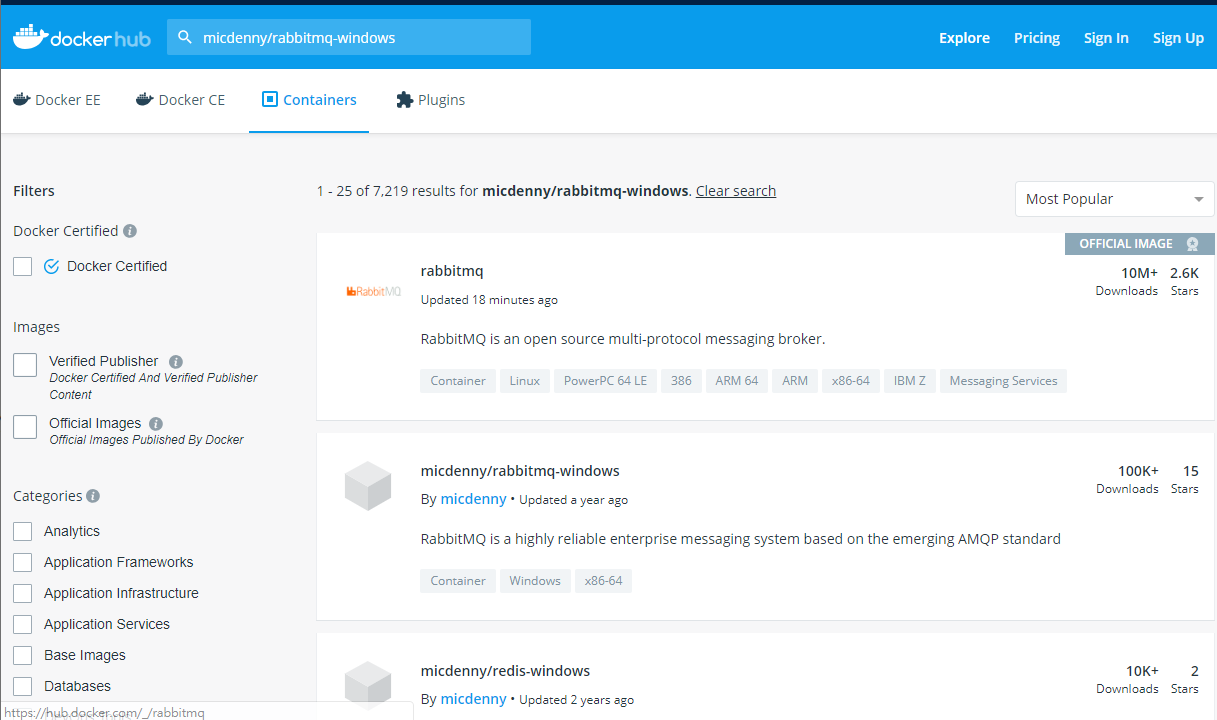 docker hub
micdenny/rabbitmq-windows
Explore Pricing Sign In Sign Up
Docker EE Docker CE Containers Plugins
Filters
1 - 25 of 7,219 results for micdenny/rabbitmq-windows. Clear search
Most Popular
Docker Certified
Docker Certified
Images
Verified Publisher
Docker Certified And Verified Publisher
Content
Official Images
Official Images Published By Docker
Categories
Analytics
Application Frameworks
Application Infrastructure
Application Services
Base Images
Databases
OFFICIAL IMAGE
RabbitMQ
rabbitmq
Updated 18 minutes ago
10M+ 2.6K
Downloads Stars
RabbitMQ is an open source multi-protocol messaging broker.
Container Linux PowerPC 64 LE 386 ARM 64 ARM x86-64 IBM Z Messaging Services
micdenny/rabbitmq-windows
By micdenny • Updated a year ago
100K+ 15
Downloads Stars
RabbitMQ is a highly reliable enterprise messaging system based on the emerging AMQP standard
Container Windows x86-64
micdenny/redis-windows
By micdenny • Updated 2 years ago
10K+ 2
Downloads Stars
https://hub.docker.com/_/rabbitmq